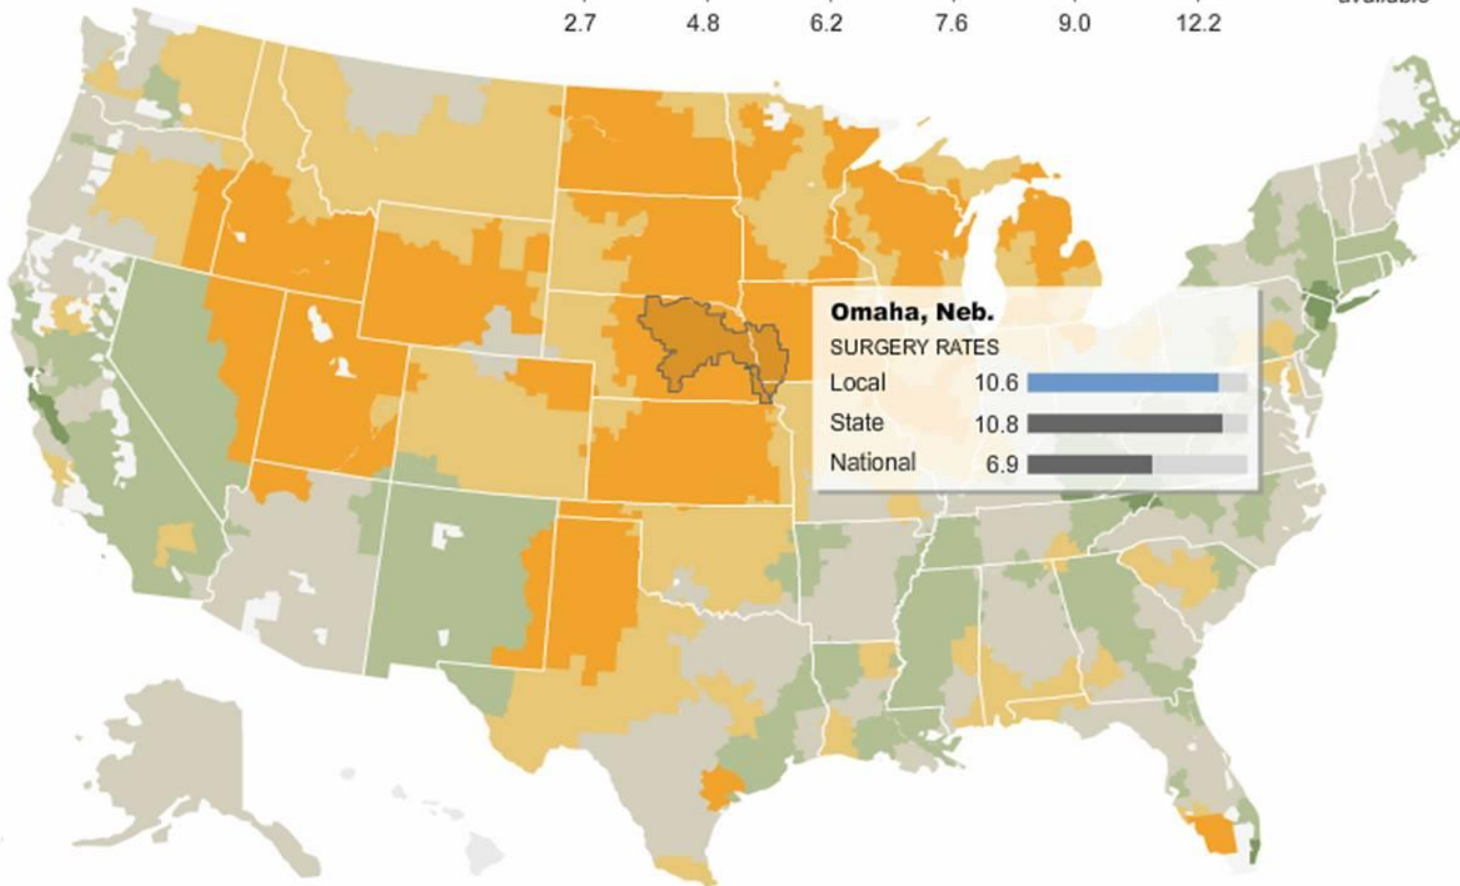 available
2.7 4.8 6.2 7.6 9.0 12.2
Omaha, Neb.
SURGERY RATES
Local 10.6
State 10.8
National 6.9